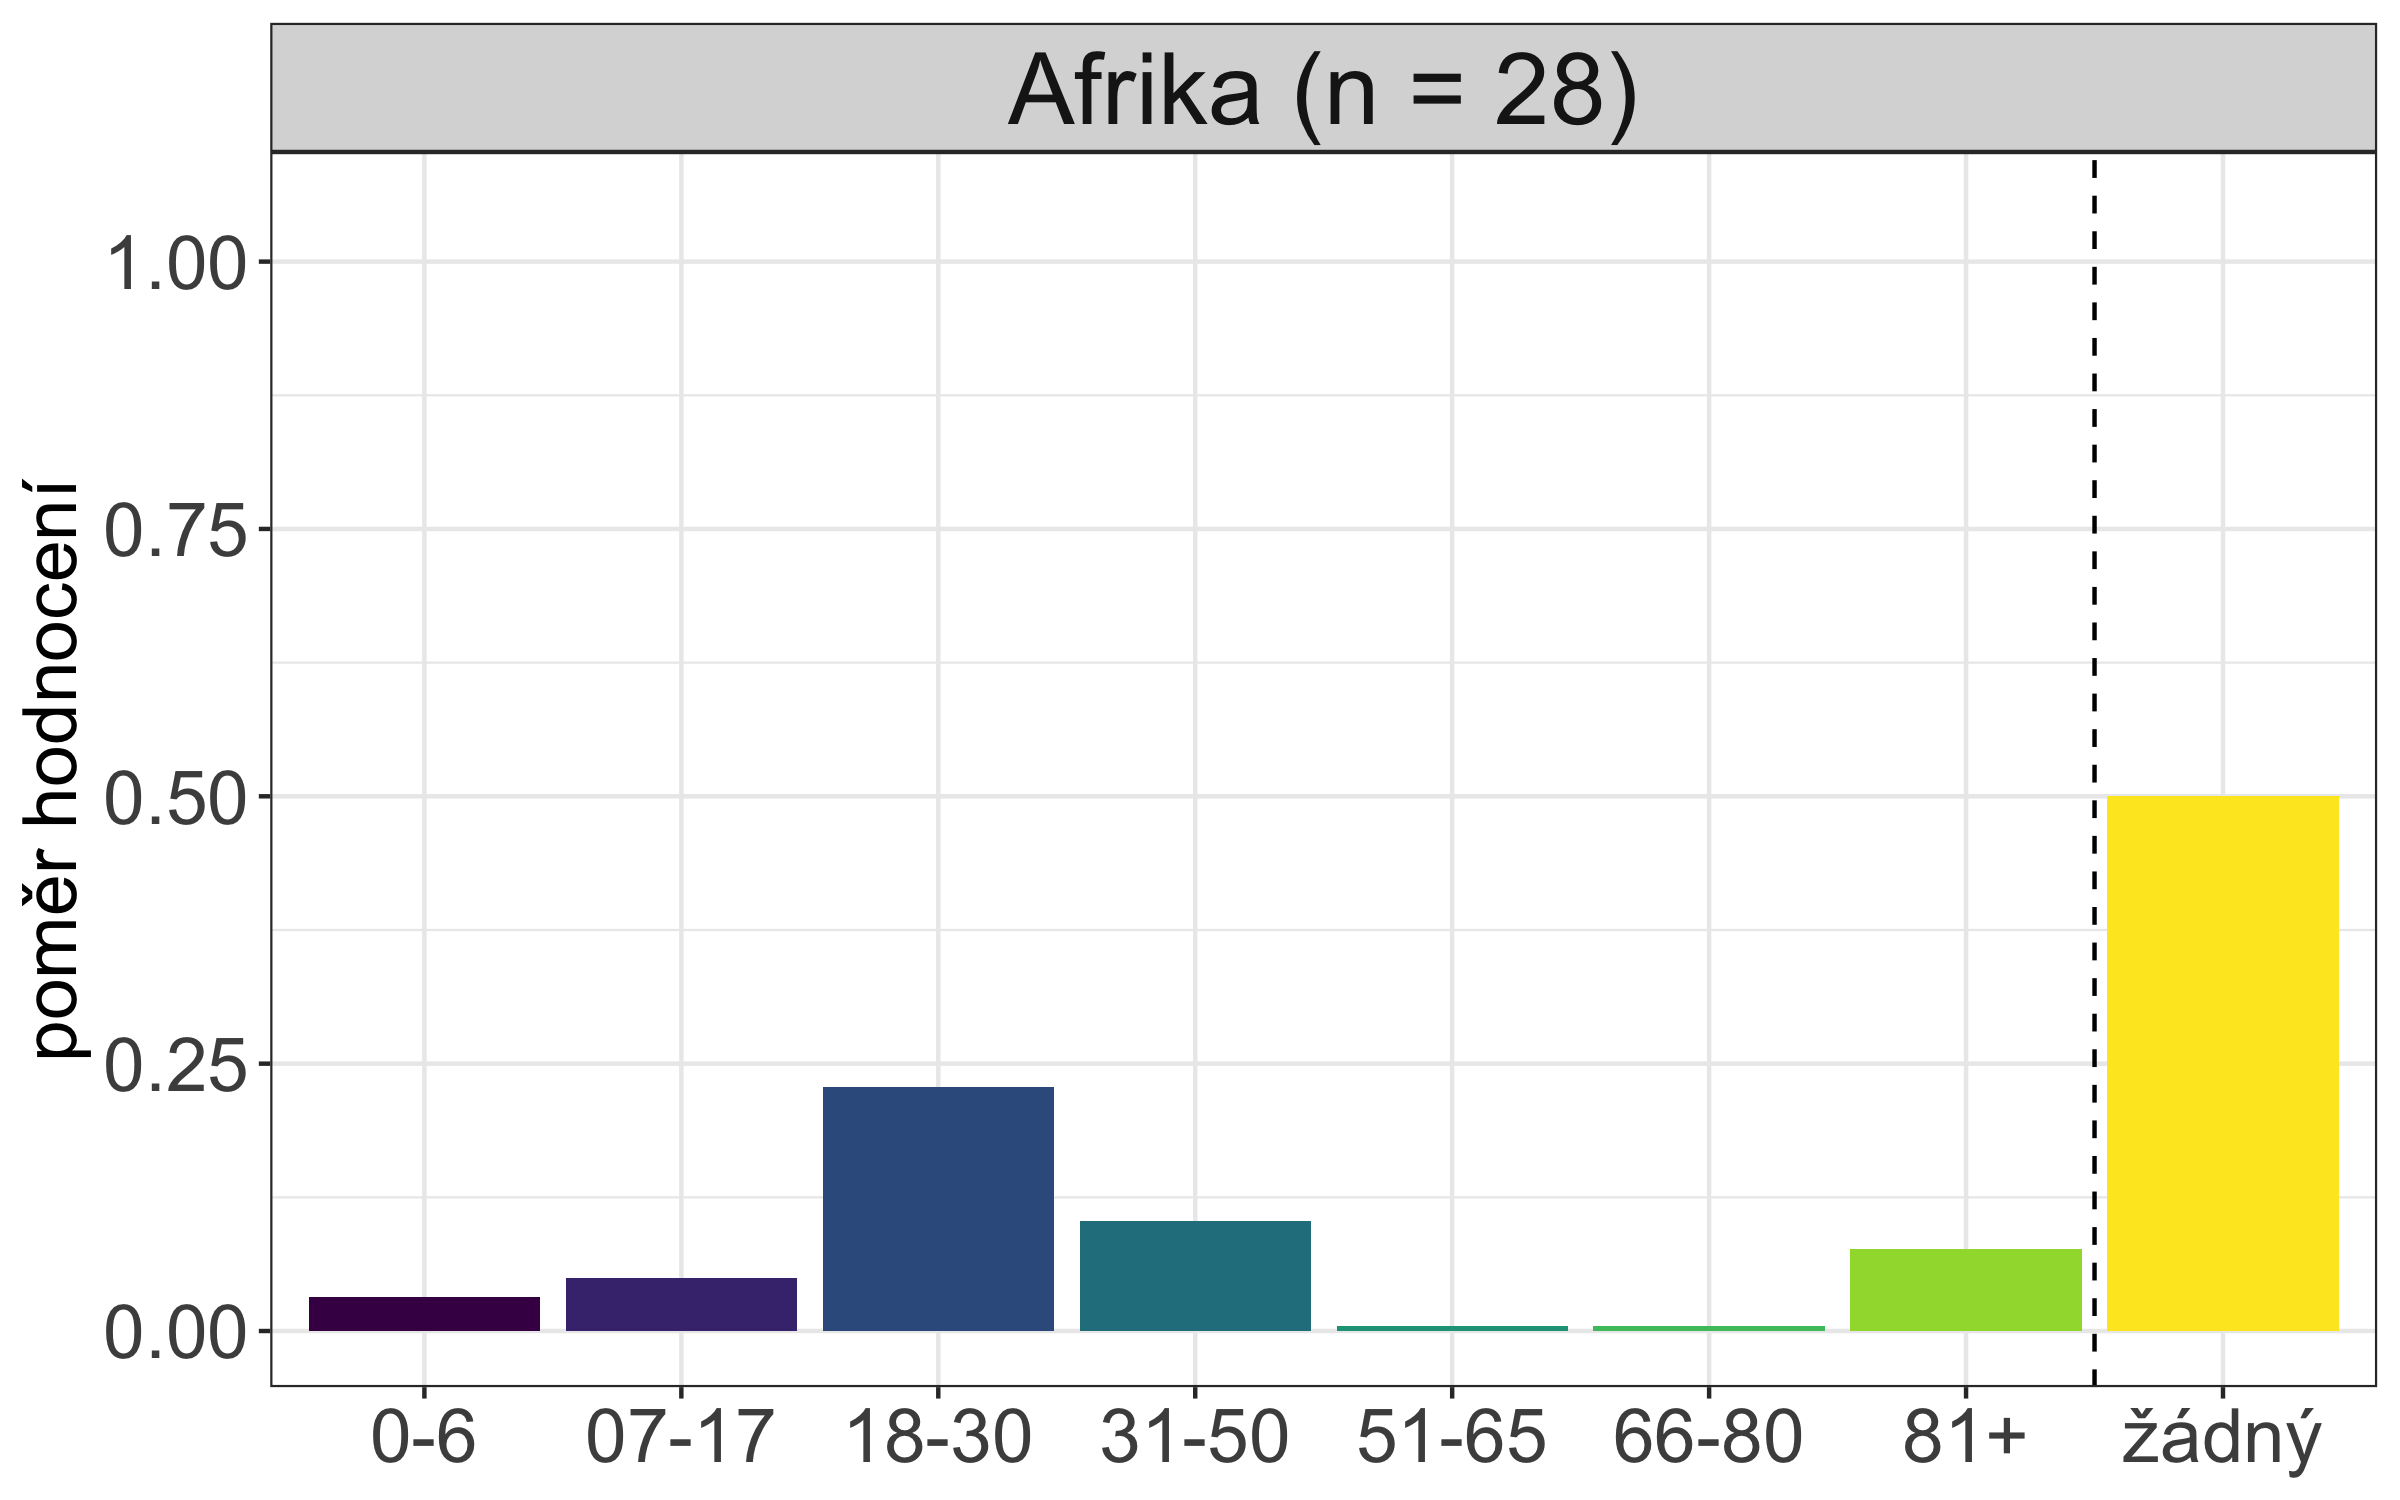 Afrika (n = 28)
poměr hodnocení
1.00
0.75
0.50
0.25
0.00
0-6 07-17 18-30 31-50 51-65 66-80 81+ žádný